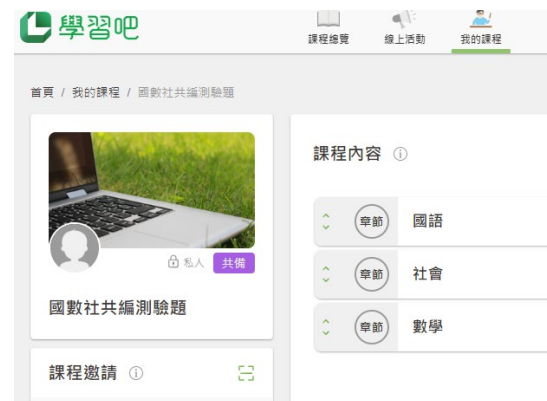 學習吧
課程總覽
線上活動
我的課程
首頁 / 我的課程 / 國數社共編測驗題
私人 共備
國數社共編測驗題
課程邀請
課程內容
章節 國語
章節 社會
章節 數學